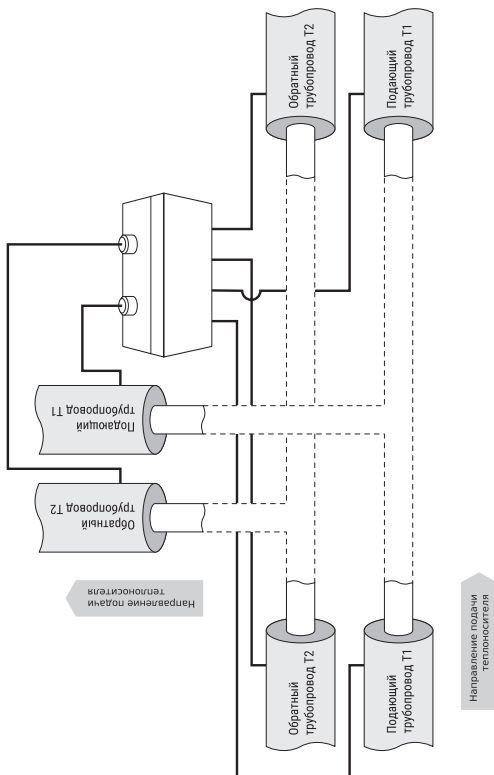 Обратный
трубопровод Т2
Подающий
трубопровод Т1
Подающий
трубопровод Т1
Обратный
трубопровод Т2
Направление подачи
теплоносителя
Обратный
трубопровод Т2
Подающий
трубопровод Т1
Направление подачи
теплоносителя